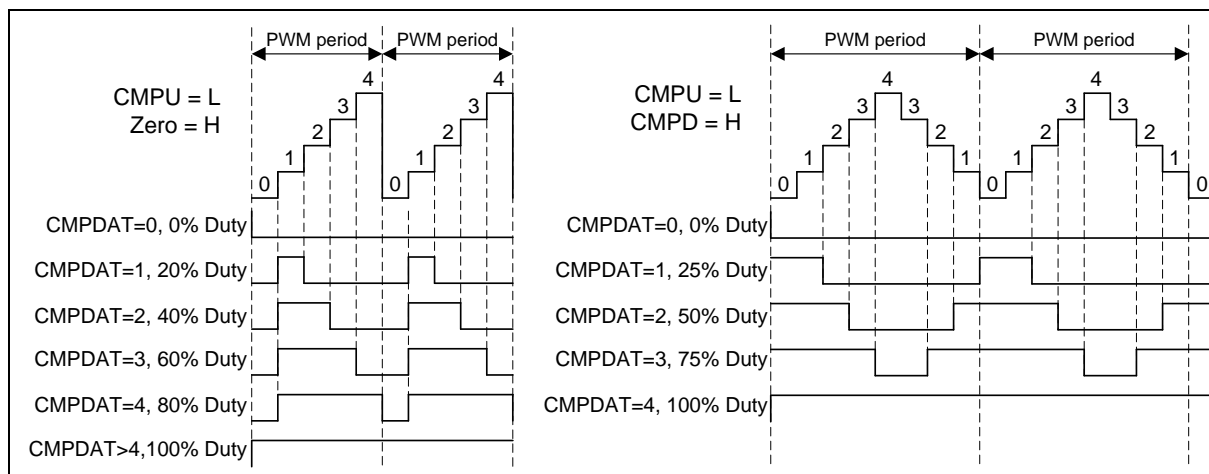 PWM period
PWM period
CMPU = L
Zero = H
0
1
2
3
4
0
1
2
3
4
CMPDAT=0, 0% Duty
CMPDAT=1, 20% Duty
CMPDAT=2, 40% Duty
CMPDAT=3, 60% Duty
CMPDAT=4, 80% Duty
CMPDAT>4,100% Duty
PWM period
PWM period
CMPU = L
CMPD = H
0
1
2
3
4
3
2
1
0
1
2
3
4
3
2
1
0
CMPDAT=0, 0% Duty
CMPDAT=1, 25% Duty
CMPDAT=2, 50% Duty
CMPDAT=3, 75% Duty
CMPDAT=4, 100% Duty